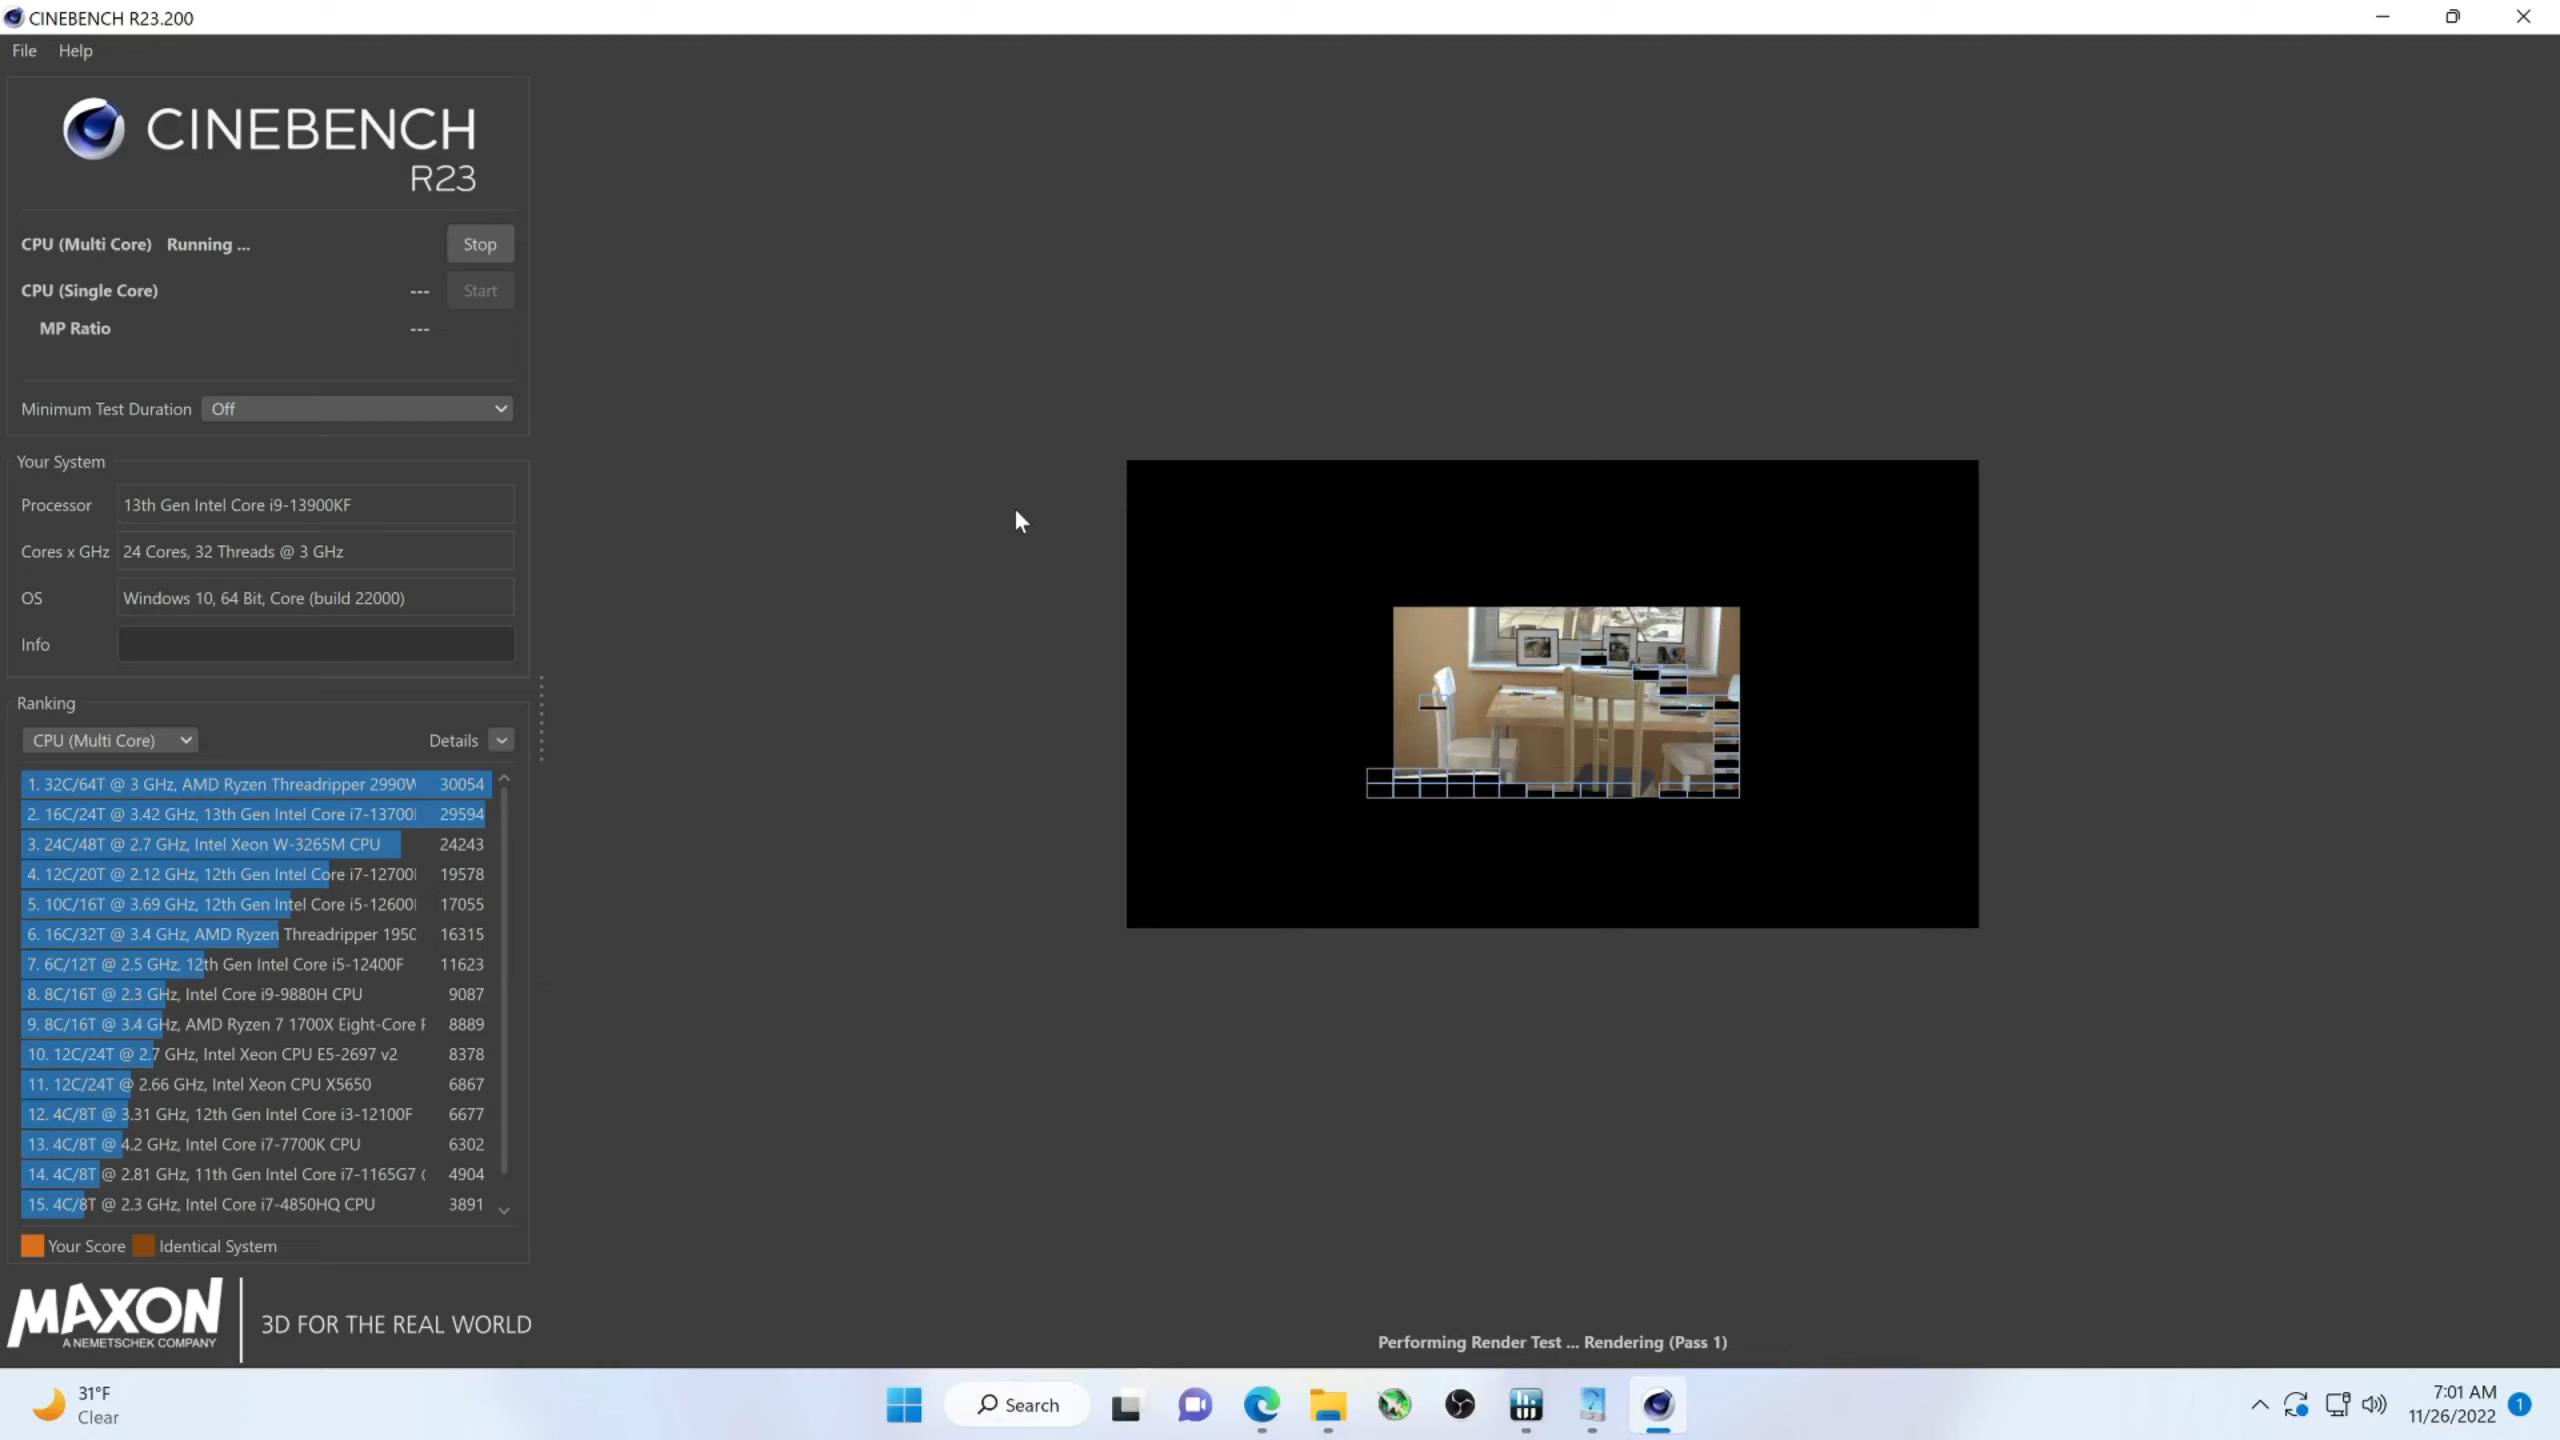 CINEBENCH R23.200
File Help
CINEBENCH
R23
CPU (Multi Core) Running ... Stop
CPU (Single Core) --- Start
MP Ratio ---
Minimum Test Duration Off
Your System
Processor 13th Gen Intel Core i9-13900KF
Cores x GHz 24 Cores, 32 Threads @ 3 GHz
OS Windows 10, 64 Bit, Core (build 22000)
Info
Ranking
CPU (Multi Core) Details
1. 32C/64T @ 3 GHz, AMD Ryzen Threadripper 2990W 30054
2. 16C/24T @ 3.42 GHz, 13th Gen Intel Core i7-13700 29594
3. 24C/48T @ 2.7 GHz, Intel Xeon W-3265M CPU 24243
4. 12C/20T @ 2.12 GHz, 12th Gen Intel Core i7-12700 19578
5. 10C/16T @ 3.69 GHz, 12th Gen Intel Core i5-12600 17055
6. 16C/32T @ 3.4 GHz, AMD Ryzen Threadripper 1950 16315
7. 6C/12T @ 2.5 GHz, 12th Gen Intel Core i5-12400F 11623
8. 8C/16T @ 2.3 GHz, Intel Core i9-9880H CPU 9087
9. 8C/16T @ 3.4 GHz, AMD Ryzen 7 1700X Eight-Core 8889
10. 12C/24T @ 2.7 GHz, Intel Xeon CPU E5-2697 v2 8378
11. 12C/24T @ 2.66 GHz, Intel Xeon CPU X5650 6867
12. 4C/8T @ 3.31 GHz, 12th Gen Intel Core i3-12100F 6677
13. 4C/8T @ 4.2 GHz, Intel Core i7-7700K CPU 6302
14. 4C/8T @ 2.81 GHz, 11th Gen Intel Core i7-1165G7 4904
15. 4C/8T @ 2.3 GHz, Intel Core i7-4850HQ CPU 3891
Your Score Identical System
MAXON
A NEMETSCHEK COMPANY
3D FOR THE REAL WORLD
Performing Render Test ... Rendering (Pass 1)
31°F
Clear
Search
7:01 AM
11/26/2022
1